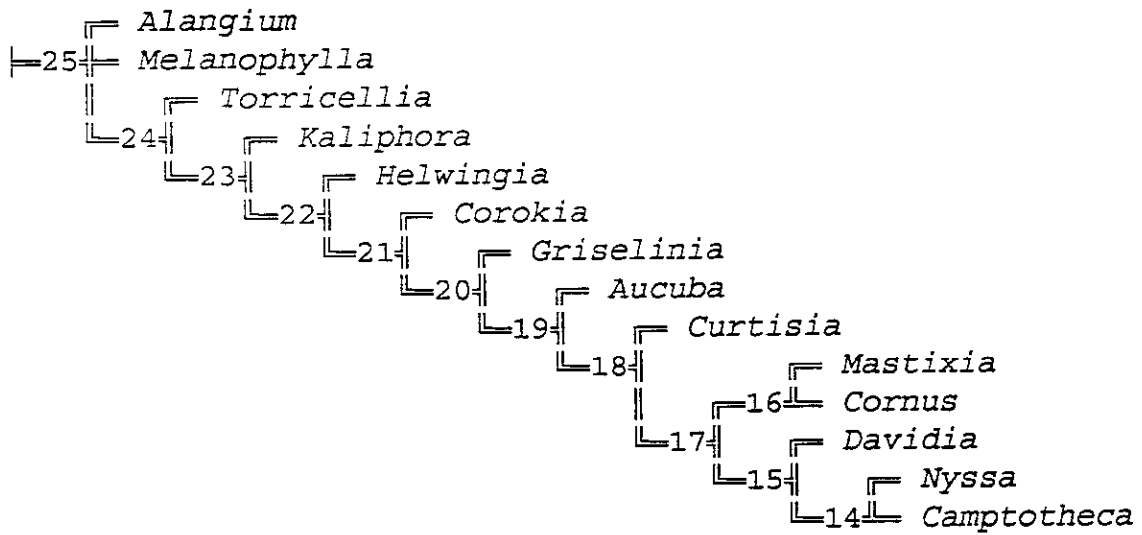 Alangium
25 Melanophylla
Torricellia
24 Kaliphora
23 Helwingia
22 Corokia
21 Griselinia
20 Aucuba
19 Curtisia
18 Mastixia
16 Cornus
17 Davidia
15 Nyssa
14 Camptotheca